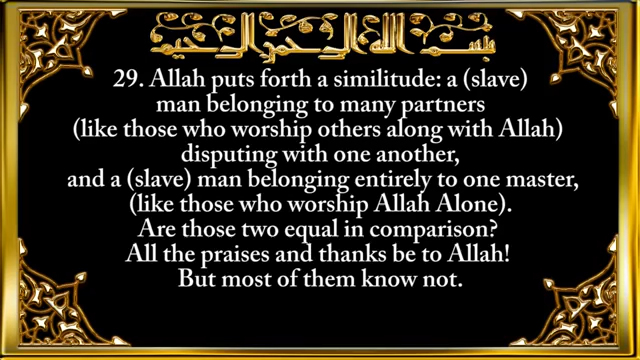 بسم الله الرحمن الرحيم
29. Allah puts forth a similitude: a (slave)
man belonging to many partners
(like those who worship others along with Allah)
disputing with one another,
and a (slave) man belonging entirely to one master,
(like those who worship Allah Alone).
Are those two equal in comparison?
All the praises and thanks be to Allah!
But most of them know not.